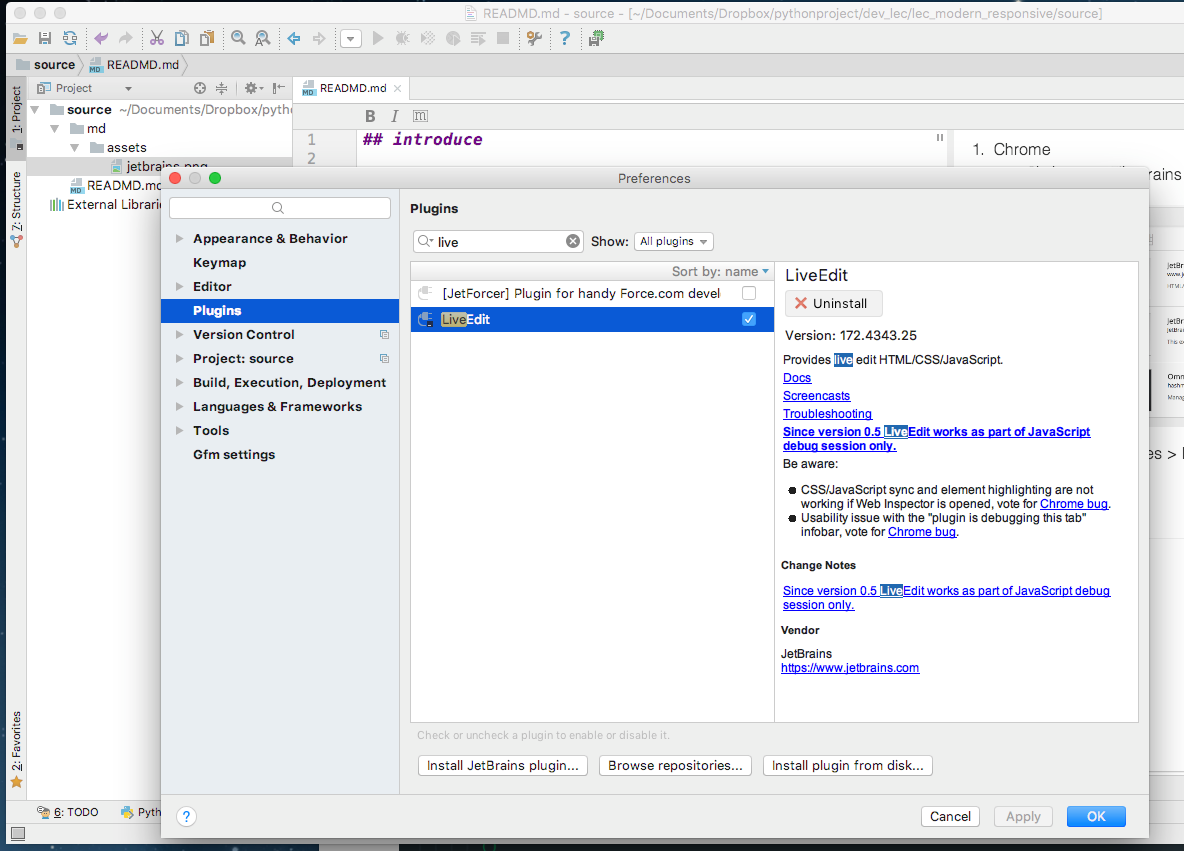 READMD.md - source - [~/Documents/Dropbox/pythonproject/dev_lec/lec_modern_responsive/source]
source
READMD.md
Project
READMD.md
1: Project
Z: Structure
2: Favorites
source ~/Documents/Dropbox/pytho
md
assets
jetbrains.png
READMD.md
External Librari
B I m
1 ## introduce
2
1. Chrome
rains
JetBr
www.j
HTML/
JetBr
This ex
Omn
Manag
es >
Preferences
Appearance & Behavior
Keymap
Editor
Plugins
Version Control
Project: source
Build, Execution, Deployment
Languages & Frameworks
Tools
Gfm settings
Plugins
live
Show: All plugins
Sort by: name
[JetForcer] Plugin for handy Force.com devel
LiveEdit
LiveEdit
Uninstall
Version: 172.4343.25
Provides live edit HTML/CSS/JavaScript.
Docs
Screencasts
Troubleshooting
Since version 0.5 LiveEdit works as part of JavaScript
debug session only.
Be aware:
CSS/JavaScript sync and element highlighting are not
working if Web Inspector is opened, vote for Chrome bug.
Usability issue with the "plugin is debugging this tab"
infobar, vote for Chrome bug.
Change Notes
Since version 0.5 LiveEdit works as part of JavaScript debug
session only.
Vendor
JetBrains
https://www.jetbrains.com
Check or uncheck a plugin to enable or disable it.
Install JetBrains plugin...
Browse repositories...
Install plugin from disk...
?
Cancel
Apply
OK
6: TODO
Pyth